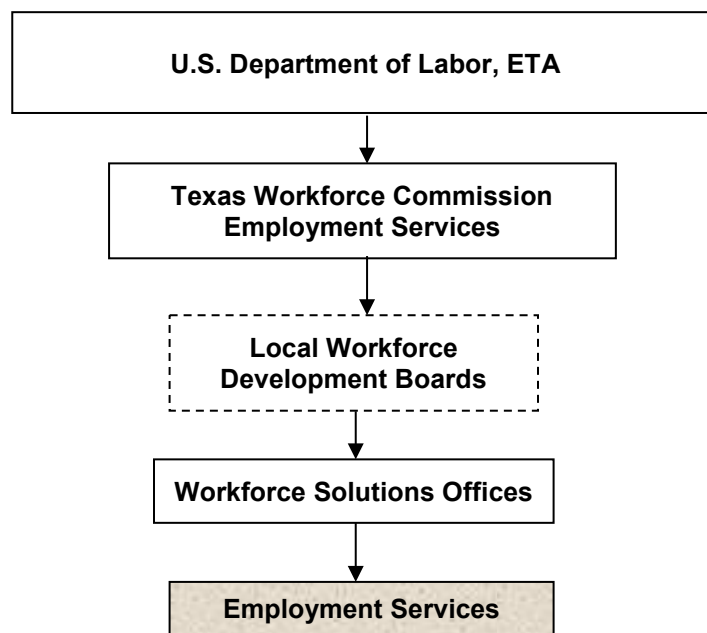 U.S. Department of Labor, ETA
Texas Workforce Commission
Employment Services
Local Workforce
Development Boards
Workforce Solutions Offices
Employment Services